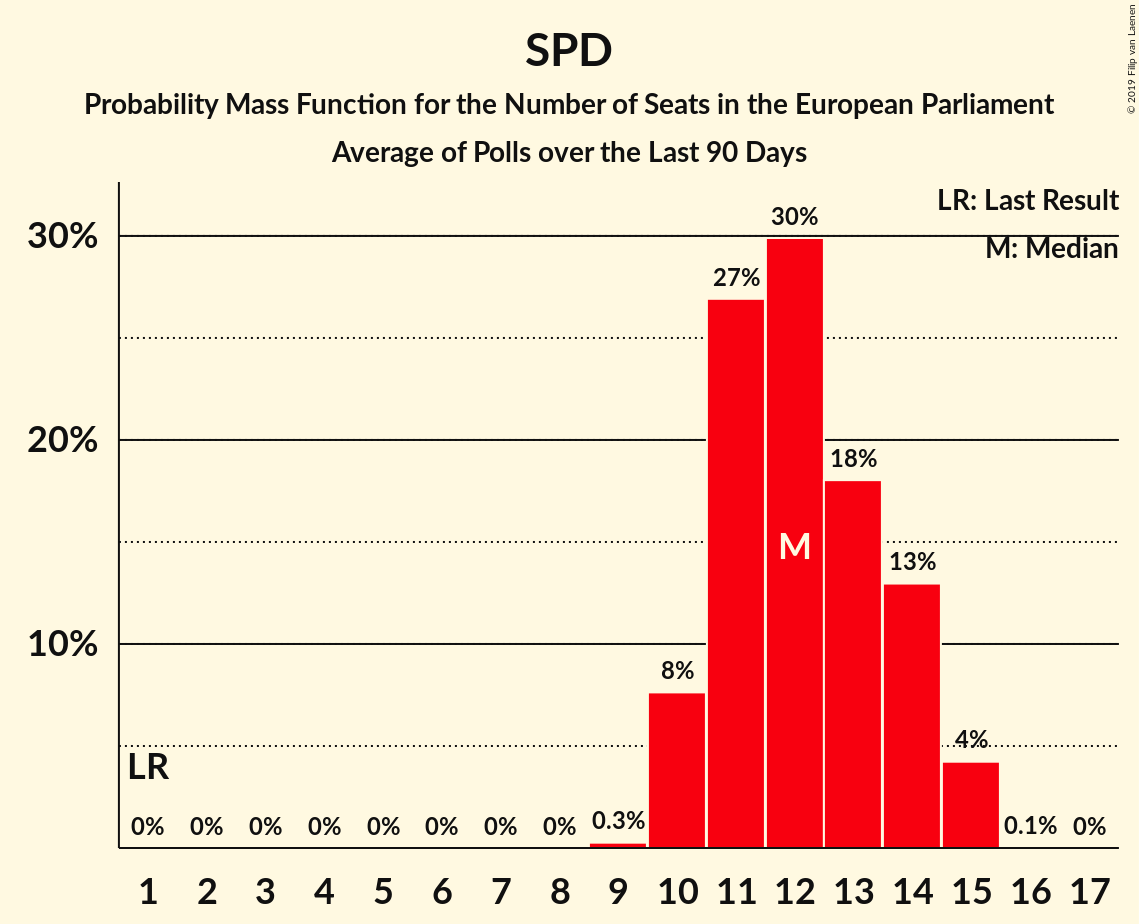 SPD
Probability Mass Function for the Number of Seats in the European Parliament
Average of Polls over the Last 90 Days
© 2019 Filip van Laenen
LR: Last Result
M: Median
30%
20%
10%
LR
M
0% 0% 0% 0% 0% 0% 0% 0% 0.3% 8% 27% 30% 18% 13% 4% 0.1% 0%
1 2 3 4 5 6 7 8 9 10 11 12 13 14 15 16 17